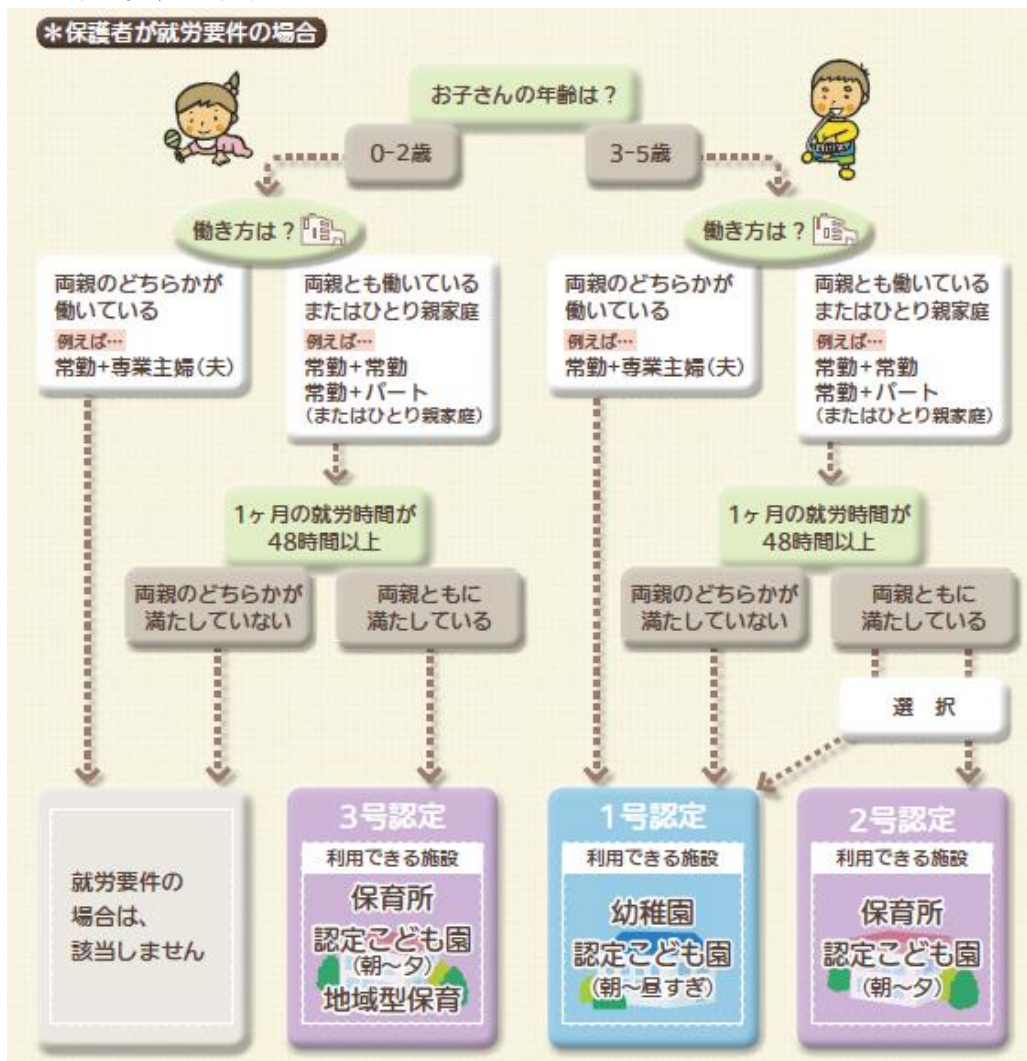 ＊保護者が就労要件の場合
お子さんの年齢は？
0-2歳
3-5歳
働き方は？
働き方は？
両親のどちらかが
働いている
例えば…
常勤+専業主婦(夫)
両親とも働いている
またはひとり親家庭
例えば…
常勤+常勤
常勤+パート
（またはひとり親家庭）
両親のどちらかが
働いている
例えば…
常勤+専業主婦(夫)
両親とも働いている
またはひとり親家庭
例えば…
常勤+常勤
常勤+パート
（またはひとり親家庭）
1ヶ月の就労時間が
48時間以上
両親のどちらかが
満たしていない
両親ともに
満たしている
1ヶ月の就労時間が
48時間以上
両親のどちらかが
満たしていない
両親ともに
満たしている
選 択
就労要件の
場合は、
該当しません
3号認定
利用できる施設
保育所
認定こども園
（朝～夕）
地域型保育
1号認定
利用できる施設
幼稚園
認定こども園
（朝～昼すぎ）
2号認定
利用できる施設
保育所
認定こども園
（朝～夕）